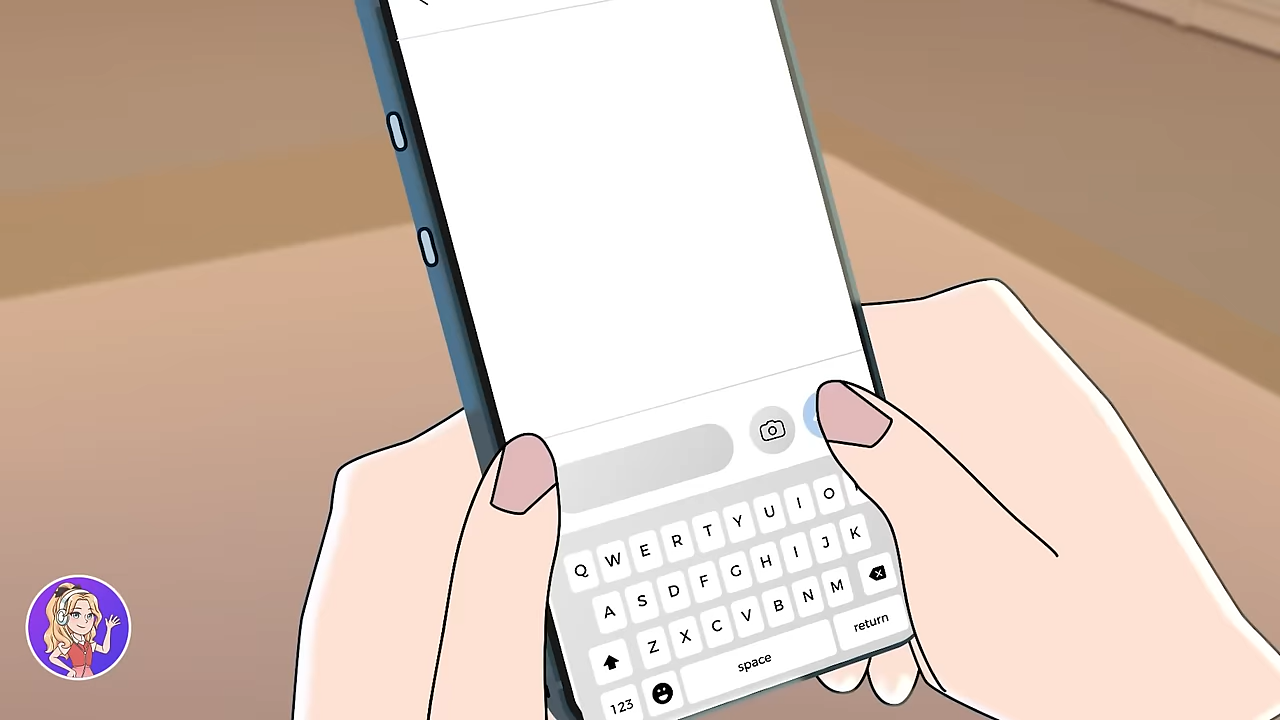 Q W E R T Y U I O
A S D F G H I J K
Z X C V B N M
123 space return